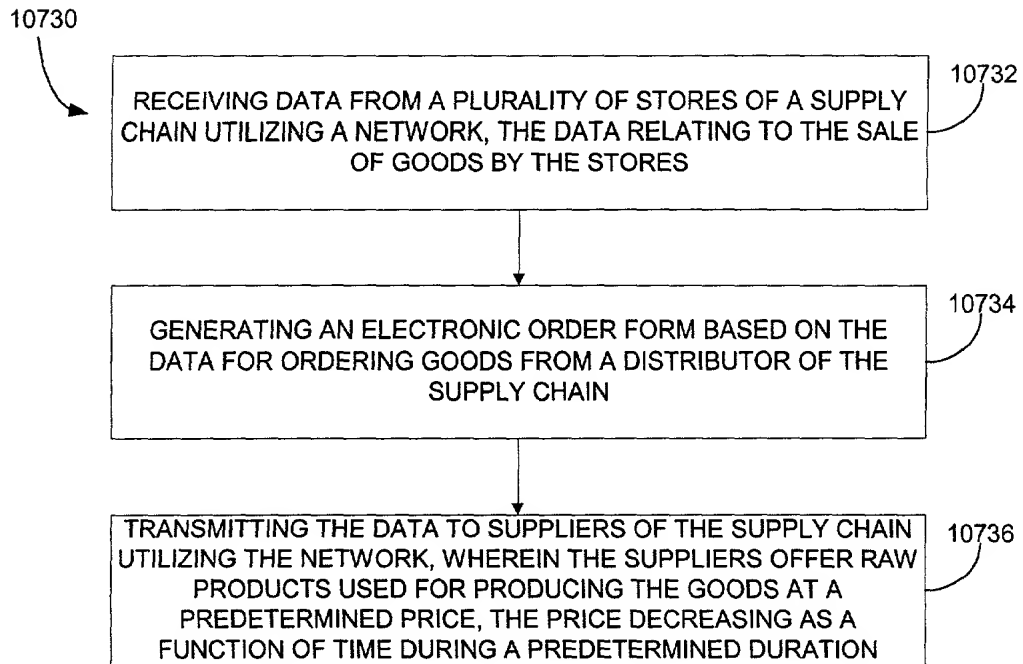 10730
10732
RECEIVING DATA FROM A PLURALITY OF STORES OF A SUPPLY
CHAIN UTILIZING A NETWORK, THE DATA RELATING TO THE SALE
OF GOODS BY THE STORES
10734
GENERATING AN ELECTRONIC ORDER FORM BASED ON THE
DATA FOR ORDERING GOODS FROM A DISTRIBUTOR OF THE
SUPPLY CHAIN
10736
TRANSMITTING THE DATA TO SUPPLIERS OF THE SUPPLY CHAIN
UTILIZING THE NETWORK, WHEREIN THE SUPPLIERS OFFER RAW
PRODUCTS USED FOR PRODUCING THE GOODS AT A
PREDETERMINED PRICE, THE PRICE DECREASING AS A
FUNCTION OF TIME DURING A PREDETERMINED DURATION